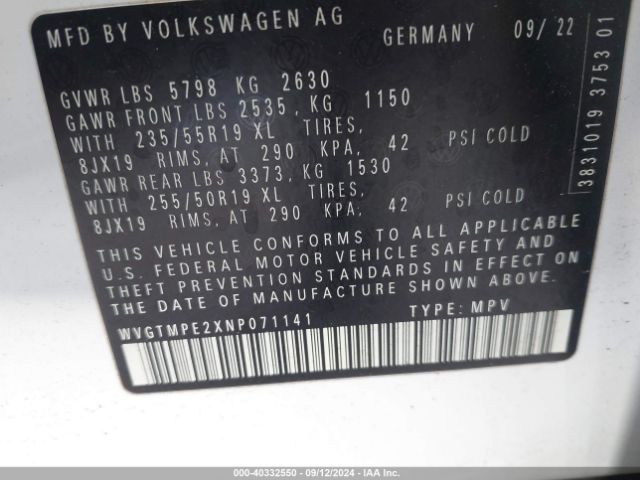 MFD BY VOLKSWAGEN AG GERMANY 09/ 22
GVWR LBS 5798 KG 2630
GAWR FRONT LBS 2535, KG 1150
WITH 235/55R19 XL TIRES,
8JX19 RIMS, AT 290 KPA, 42 PSI COLD
GAWR REAR LBS 3373, KG 1530
WITH 255/50R19 XL TIRES,
8JX19 RIMS, AT 290 KPA, 42 PSI COLD
THIS VEHICLE CONFORMS TO ALL APPLICABLE
U.S. FEDERAL MOTOR VEHICLE SAFETY AND
THEFT PREVENTION STANDARDS IN EFFECT ON
THE DATE OF MANUFACTURE SHOWN ABOVE.
WVGTMPE2XNP071141 TYPE: MPV
3831019 3753 01
000-40332550 - 09/12/2024 - IAA Inc.